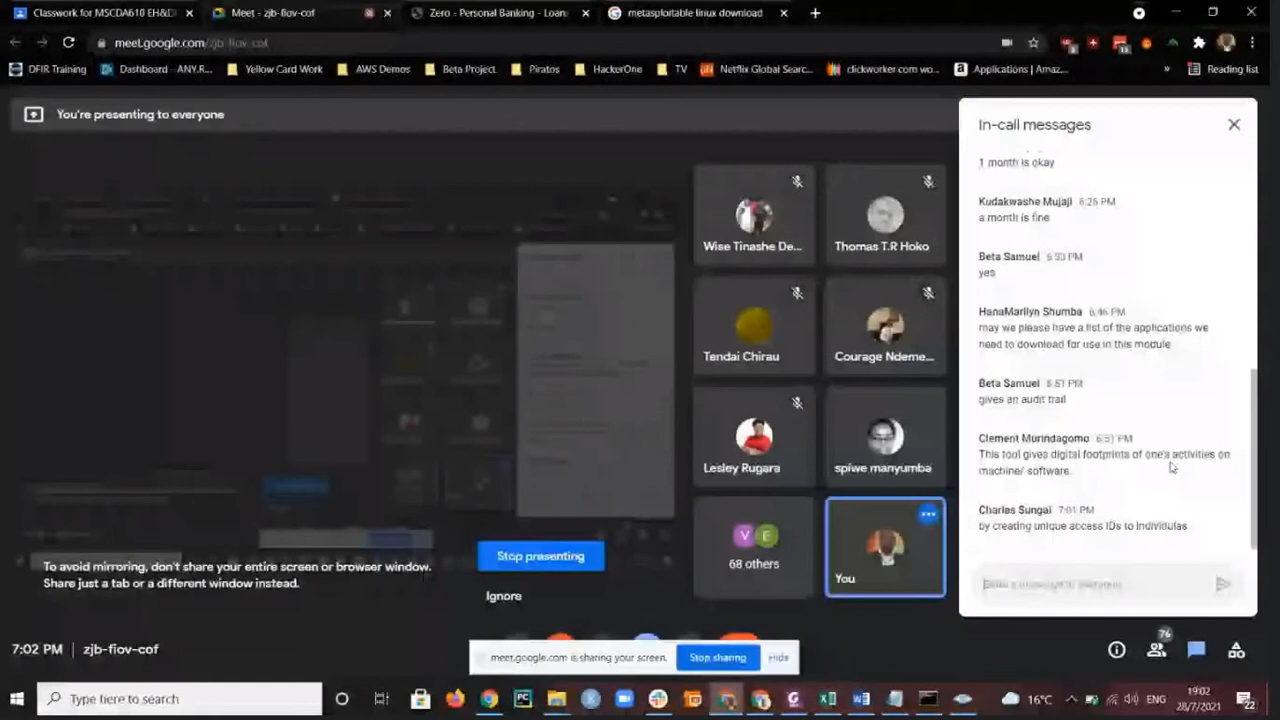 Classwork for MSCDA610 EH&D
Meet - zjb-fiov-cof
Zero - Personal Banking - Loans
metasploitable linux download
meet.google.com/zjb-fiov-cof
DFIR Training
Dashboard - ANY.R...
Yellow Card Work
AWS Demos
Beta Project
Piratos
HackerOne
TV
Netflix Global Searc...
clickworker.com wo...
Applications | Amaz...
»
Reading list
You're presenting to everyone
In-call messages
1 month is okay
Kudakwashe Mujaji 6:26 PM
a month is fine
Beta Samuel 6:33 PM
yes
HanaMarilyn Shumba 6:46 PM
may we please have a list of the applications we
need to download for use in this module
Beta Samuel 6:51 PM
gives an audit trail
Clement Murindagomo 6:51 PM
This tool gives digital footprints of one's activities on
machine/ software.
Charles Sungai 7:01 PM
by creating unique access IDs to individulas
Wise Tinashe De...
Thomas T.R Hoko
Tendai Chirau
Courage Ndeme...
Lesley Rugara
spiwe manyumba
V E
68 others
You
To avoid mirroring, don't share your entire screen or browser window.
Share just a tab or a different window instead.
Stop presenting
Ignore
7:02 PM | zjb-fiov-cof
meet.google.com is sharing your screen.
Stop sharing
Hide
76
Type here to search
16°C
ENG
19:02
28/7/2021
22